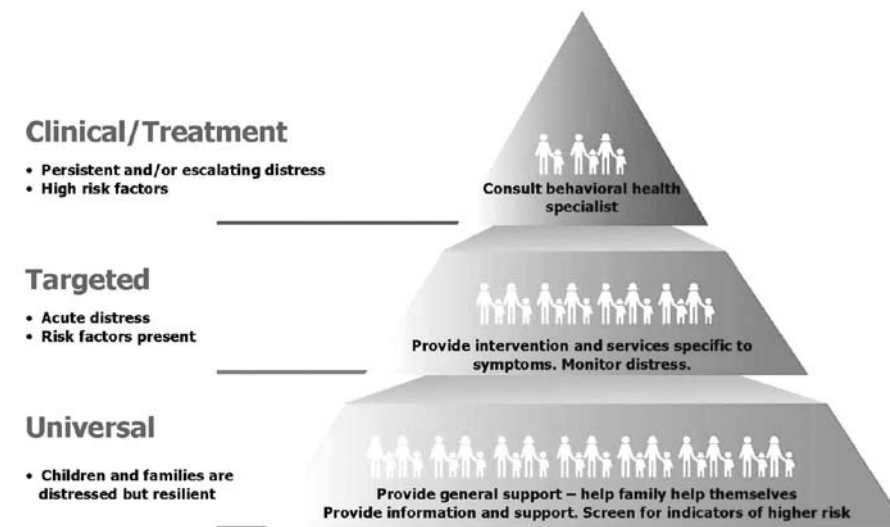 Clinical/Treatment
• Persistent and/or escalating distress
• High risk factors
Consult behavioral health
specialist
Targeted
• Acute distress
• Risk factors present
Provide intervention and services specific to
symptoms. Monitor distress.
Universal
• Children and families are
distressed but resilient
Provide general support – help family help themselves
Provide information and support. Screen for indicators of higher risk